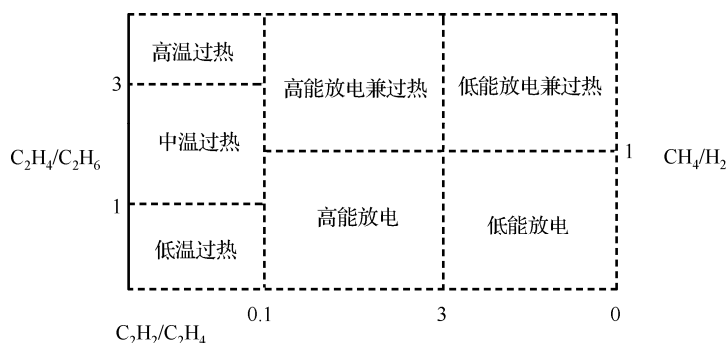 高温过热
3
高能放电兼过热
低能放电兼过热
中温过热
C₂H₄/C₂H₆
1
CH₄/H₂
1
高能放电
低能放电
低温过热
0.1
3
0
C₂H₂/C₂H₄